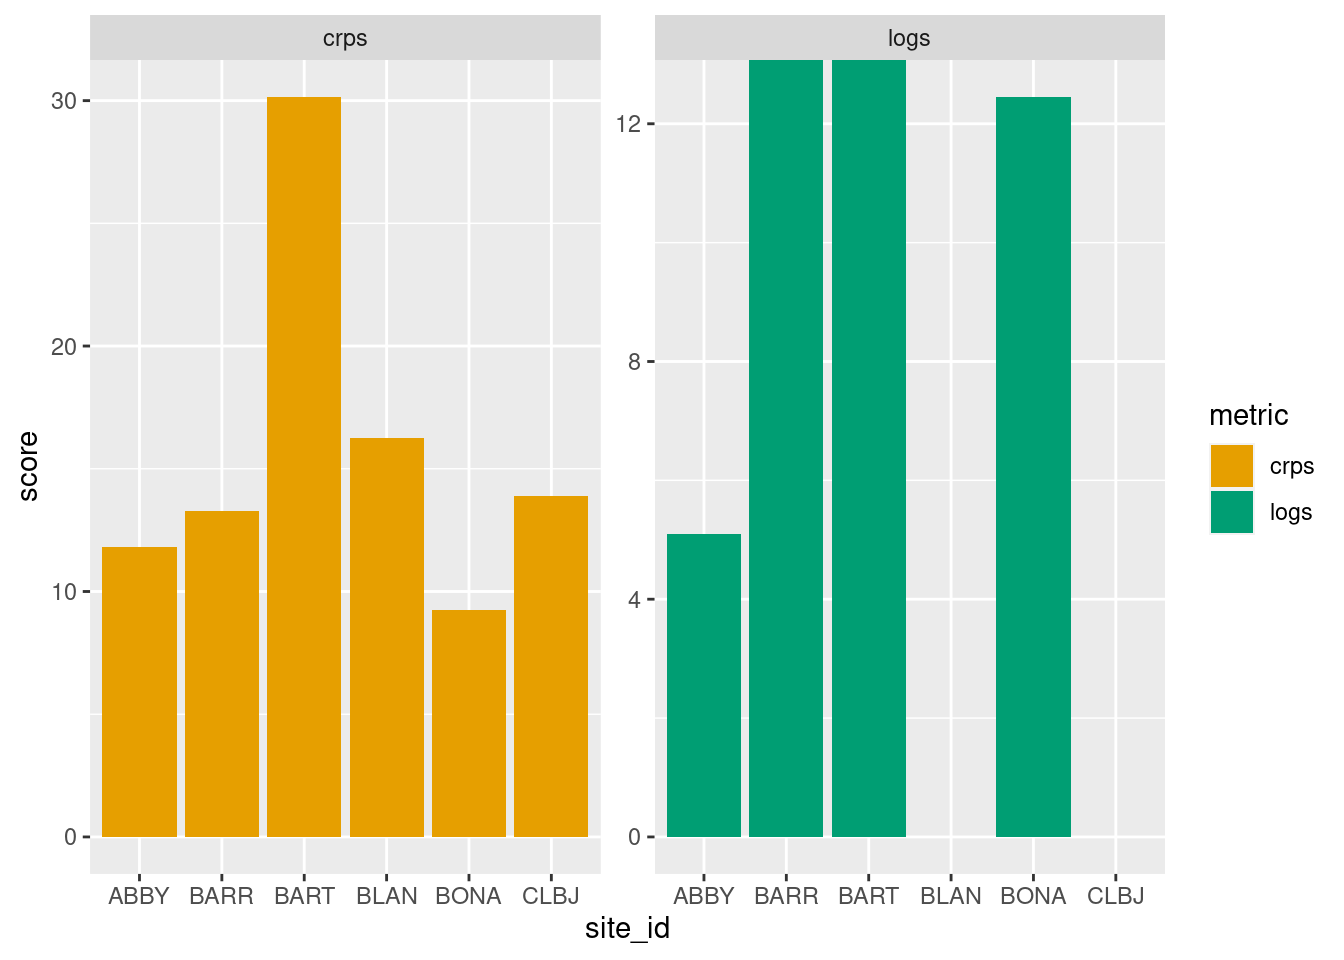 crps
logs
30
20
10
0
12
8
4
0
score
ABBY BARR BART BLAN BONA CLBJ
ABBY BARR BART BLAN BONA CLBJ
site_id
metric
crps
logs